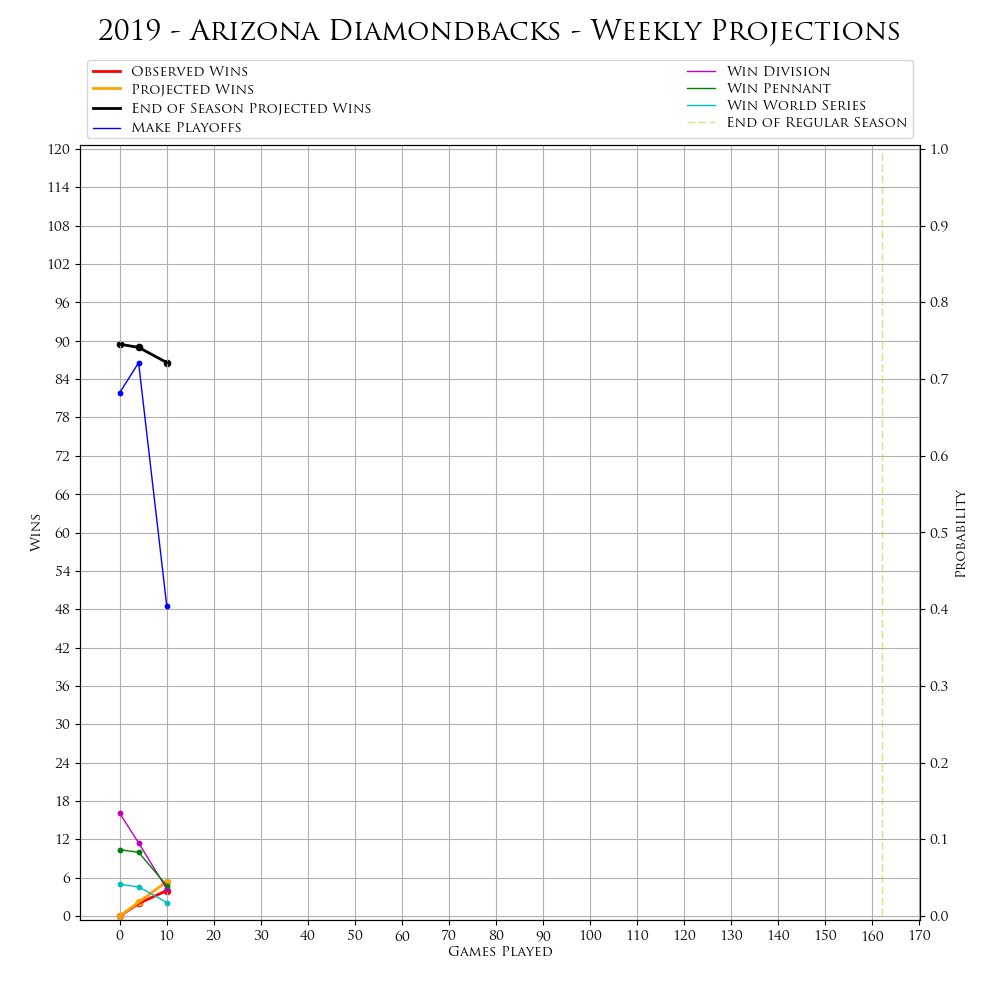 2019 - Arizona Diamondbacks - Weekly Projections
Observed Wins
Projected Wins
End of Season Projected Wins
Make Playoffs
Win Division
Win Pennant
Win World Series
End of Regular Season
120
114
108
102
96
90
84
78
72
66
60
54
48
42
36
30
24
18
12
6
0
Wins
1.0
0.9
0.8
0.7
0.6
0.5
0.4
0.3
0.2
0.1
0.0
Probability
0 10 20 30 40 50 60 70 80 90 100 110 120 130 140 150 160 170
Games Played